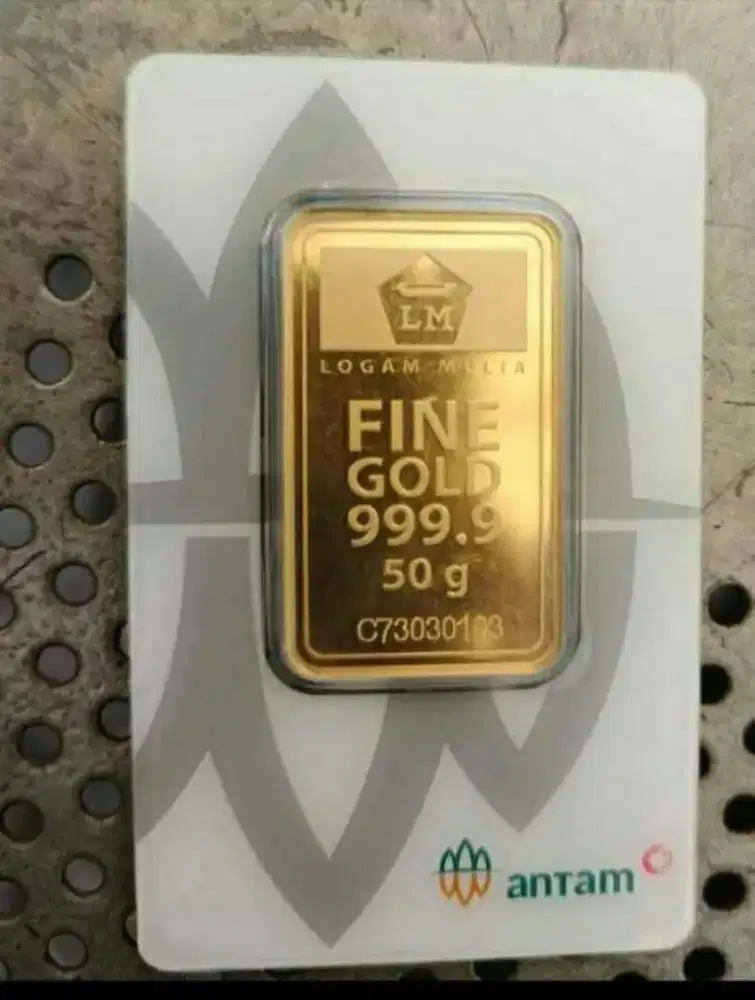 LM
LOGAM MULIA
FINE
GOLD
999.9
50 g
antam